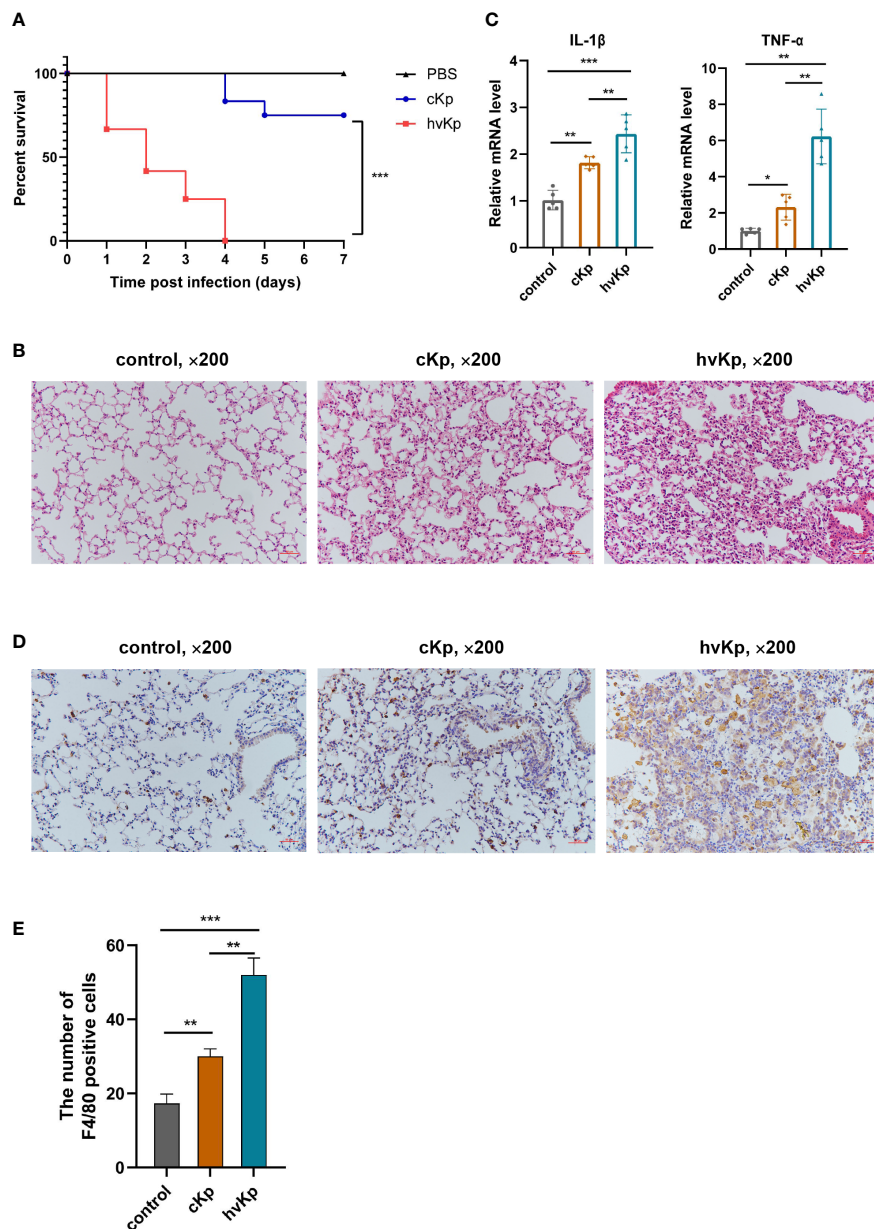 A
100
50
0
Percent survival
0 1 2 3 4 5 6 7
Time post infection (days)
PBS
cKp
hvKp
***
C
IL-1β
Relative mRNA level
4
3
2
1
0
***
**
**
control
cKp
hvKp
TNF-α
Relative mRNA level
10
8
6
4
2
0
**
**
*
control
cKp
hvKp
B
control, ×200
cKp, ×200
hvKp, ×200
D
control, ×200
cKp, ×200
hvKp, ×200
E
The number of
F4/80 positive cells
60
40
20
0
***
**
**
control
cKp
hvKp